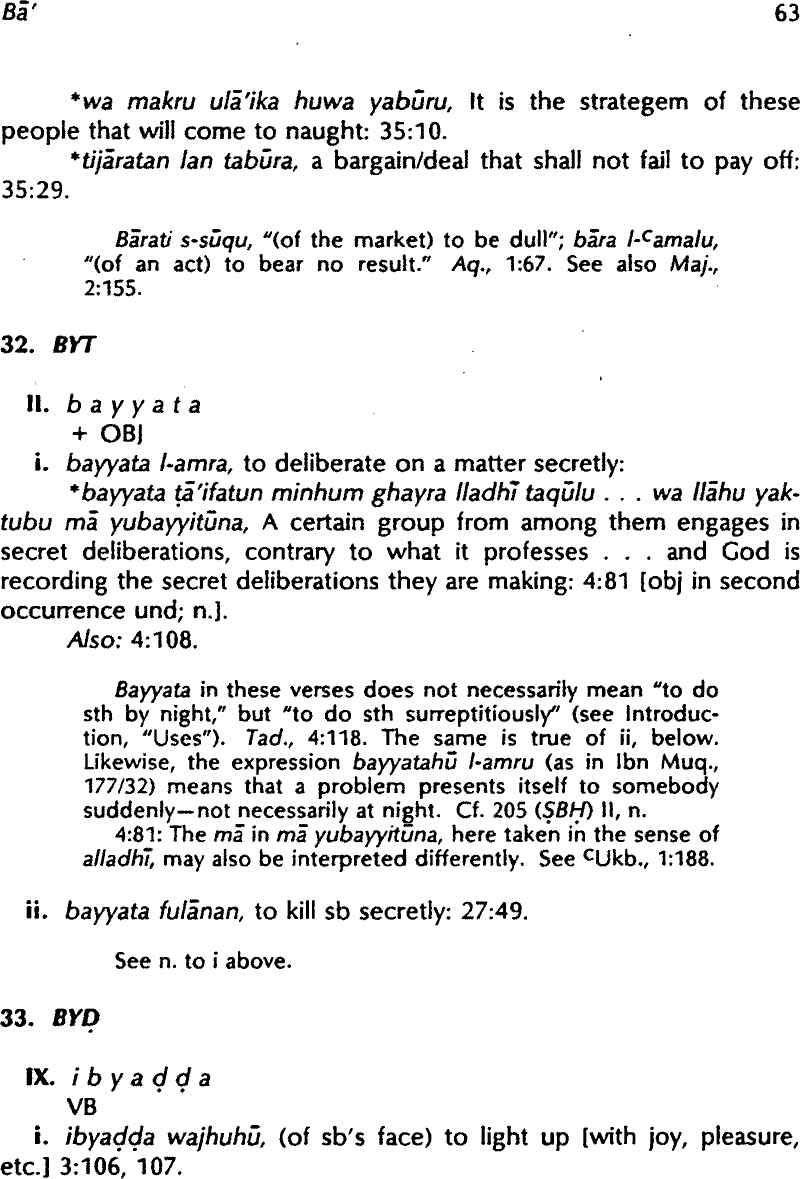 Bā' 63
*wa makru ulā'ika huwa yabūru, It is the strategem of these
people that will come to naught: 35:10.
*tijāratan lan tabūra, a bargain/deal that shall not fail to pay off:
35:29.
Bārati s-sūqu, "(of the market) to be dull"; bāra l-ᶜamalu,
"(of an act) to bear no result." Aq., 1:67. See also Maj.,
2:155.
32. BYT
II. b a y y a t a
+ OBJ
i. bayyata l-amra, to deliberate on a matter secretly:
*bayyata ṭā'ifatun minhum ghayra lladhī taqūlu . . . wa llāhu yak-
tubu mā yubayyitūna, A certain group from among them engages in
secret deliberations, contrary to what it professes . . . and God is
recording the secret deliberations they are making: 4:81 [obj in second
occurrence und; n.].
Also: 4:108.
Bayyata in these verses does not necessarily mean "to do
sth by night," but "to do sth surreptitiously" (see Introduc-
tion, "Uses"). Tad., 4:118. The same is true of ii, below.
Likewise, the expression bayyatahū l-amru (as in Ibn Muq.,
177/32) means that a problem presents itself to somebody
suddenly—not necessarily at night. Cf. 205 (ṢBḤ) II, n.
4:81: The mā in mā yubayyitūna, here taken in the sense of
alladhī, may also be interpreted differently. See ᶜUkb., 1:188.
ii. bayyata fulānan, to kill sb secretly: 27:49.
See n. to i above.
33. BYḌ
IX. i b y a ḍ ḍ a
VB
i. ibyaḍḍa wajhuhū, (of sb's face) to light up [with joy, pleasure,
etc.] 3:106, 107.